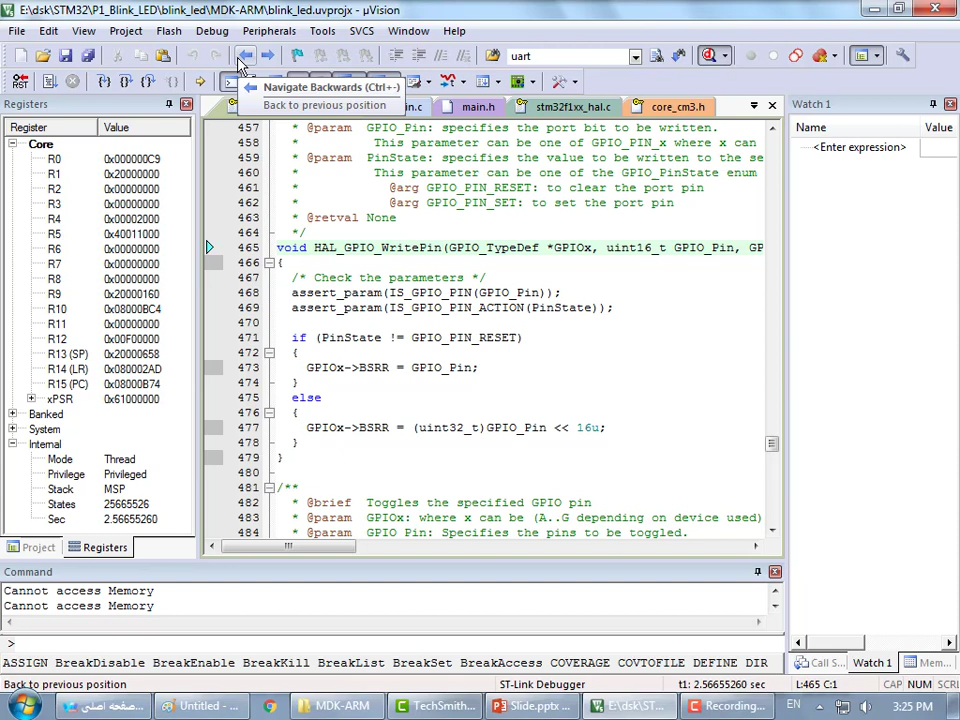 E:\dsk\STM32\P1_Blink_LED\blink_led\MDK-ARM\blink_led.uvprojx - µVision
File Edit View Project Flash Debug Peripherals Tools SVCS Window Help
uart
RST
Navigate Backwards (Ctrl+-)
Back to previous position
Registers
in.c main.h stm32f1xx_hal.c core_cm3.h
Watch 1
Register Value
Name Value
<Enter expression>
Core
R0 0x000000C9
R1 0x20000000
R2 0x00000000
R3 0x00000000
R4 0x00002000
R5 0x40011000
R6 0x00000000
R7 0x00000000
R8 0x00000000
R9 0x20000160
R10 0x08000BC4
R11 0x00000000
R12 0x00F00000
R13 (SP) 0x20000658
R14 (LR) 0x080002AD
R15 (PC) 0x08000B74
xPSR 0x61000000
Banked
System
Internal
Mode Thread
Privilege Privileged
Stack MSP
States 25665526
Sec 2.56655260
Project Registers
457 * @param GPIO_Pin: specifies the port bit to be written.
458 * This parameter can be one of GPIO_PIN_x where x can
459 * @param PinState: specifies the value to be written to the se
460 * This parameter can be one of the GPIO_PinState enum
461 * @arg GPIO_PIN_RESET: to clear the port pin
462 * @arg GPIO_PIN_SET: to set the port pin
463 * @retval None
464 */
465 void HAL_GPIO_WritePin(GPIO_TypeDef *GPIOx, uint16_t GPIO_Pin, GP
466 {
467 /* Check the parameters */
468 assert_param(IS_GPIO_PIN(GPIO_Pin));
469 assert_param(IS_GPIO_PIN_ACTION(PinState));
470
471 if (PinState != GPIO_PIN_RESET)
472 {
473 GPIOx->BSRR = GPIO_Pin;
474 }
475 else
476 {
477 GPIOx->BSRR = (uint32_t)GPIO_Pin << 16u;
478 }
479 }
480
481 /**
482 * @brief Toggles the specified GPIO pin
483 * @param GPIOx: where x can be (A..G depending on device used)
484 * @param GPIO_Pin: Specifies the pins to be toggled.
Command
Cannot access Memory
Cannot access Memory
>
ASSIGN BreakDisable BreakEnable BreakKill BreakList BreakSet BreakAccess COVERAGE COVTOFILE DEFINE DIR
Call S... Watch 1 Mem...
Back to previous position ST-Link Debugger t1: 2.56655260 sec L:465 C:1 CAP NUM SCRL
صفحه اصلی... Untitled - ... MDK-ARM TechSmith... Slide.pptx ... E:\dsk\ST... Recording... EN 3:25 PM